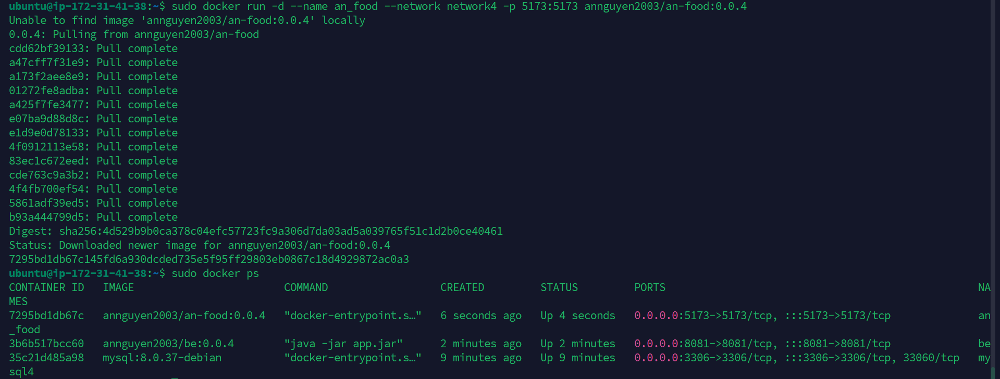 ubuntu@ip-172-31-41-38:~$ sudo docker run -d --name an_food --network network4 -p 5173:5173 annguyen2003/an-food:0.0.4
Unable to find image 'annguyen2003/an-food:0.0.4' locally
0.0.4: Pulling from annguyen2003/an-food
cdd62bf39133: Pull complete
a47cff7f31e9: Pull complete
a173f2aee8e9: Pull complete
01272fe8adba: Pull complete
a425f7fe3477: Pull complete
e07ba9d88d8c: Pull complete
e1d9e0d78133: Pull complete
4f0912113e58: Pull complete
83ec1c672eed: Pull complete
cde763c9a3b2: Pull complete
4f4fb700ef54: Pull complete
5861adf39ed5: Pull complete
b93a444799d5: Pull complete
Digest: sha256:4d529b9b0ca378c04efc57723fc9a306d7da03ad5a039765f51c1d2b0ce40461
Status: Downloaded newer image for annguyen2003/an-food:0.0.4
7295bd1db67c145fd6a930dcded735e5f95ff29803eb0867c18d4929872ac0a3
ubuntu@ip-172-31-41-38:~$ sudo docker ps
CONTAINER ID   IMAGE                        COMMAND                  CREATED         STATUS         PORTS                                                  NA
MES
7295bd1db67c   annguyen2003/an-food:0.0.4   "docker-entrypoint.s…"   6 seconds ago   Up 4 seconds   0.0.0.0:5173->5173/tcp, :::5173->5173/tcp              an
_food
3b6b517bcc60   annguyen2003/be:0.0.4        "java -jar app.jar"      2 minutes ago   Up 2 minutes   0.0.0.0:8081->8081/tcp, :::8081->8081/tcp              be
35c21d485a98   mysql:8.0.37-debian          "docker-entrypoint.s…"   9 minutes ago   Up 9 minutes   0.0.0.0:3306->3306/tcp, :::3306->3306/tcp, 33060/tcp   my
sql4